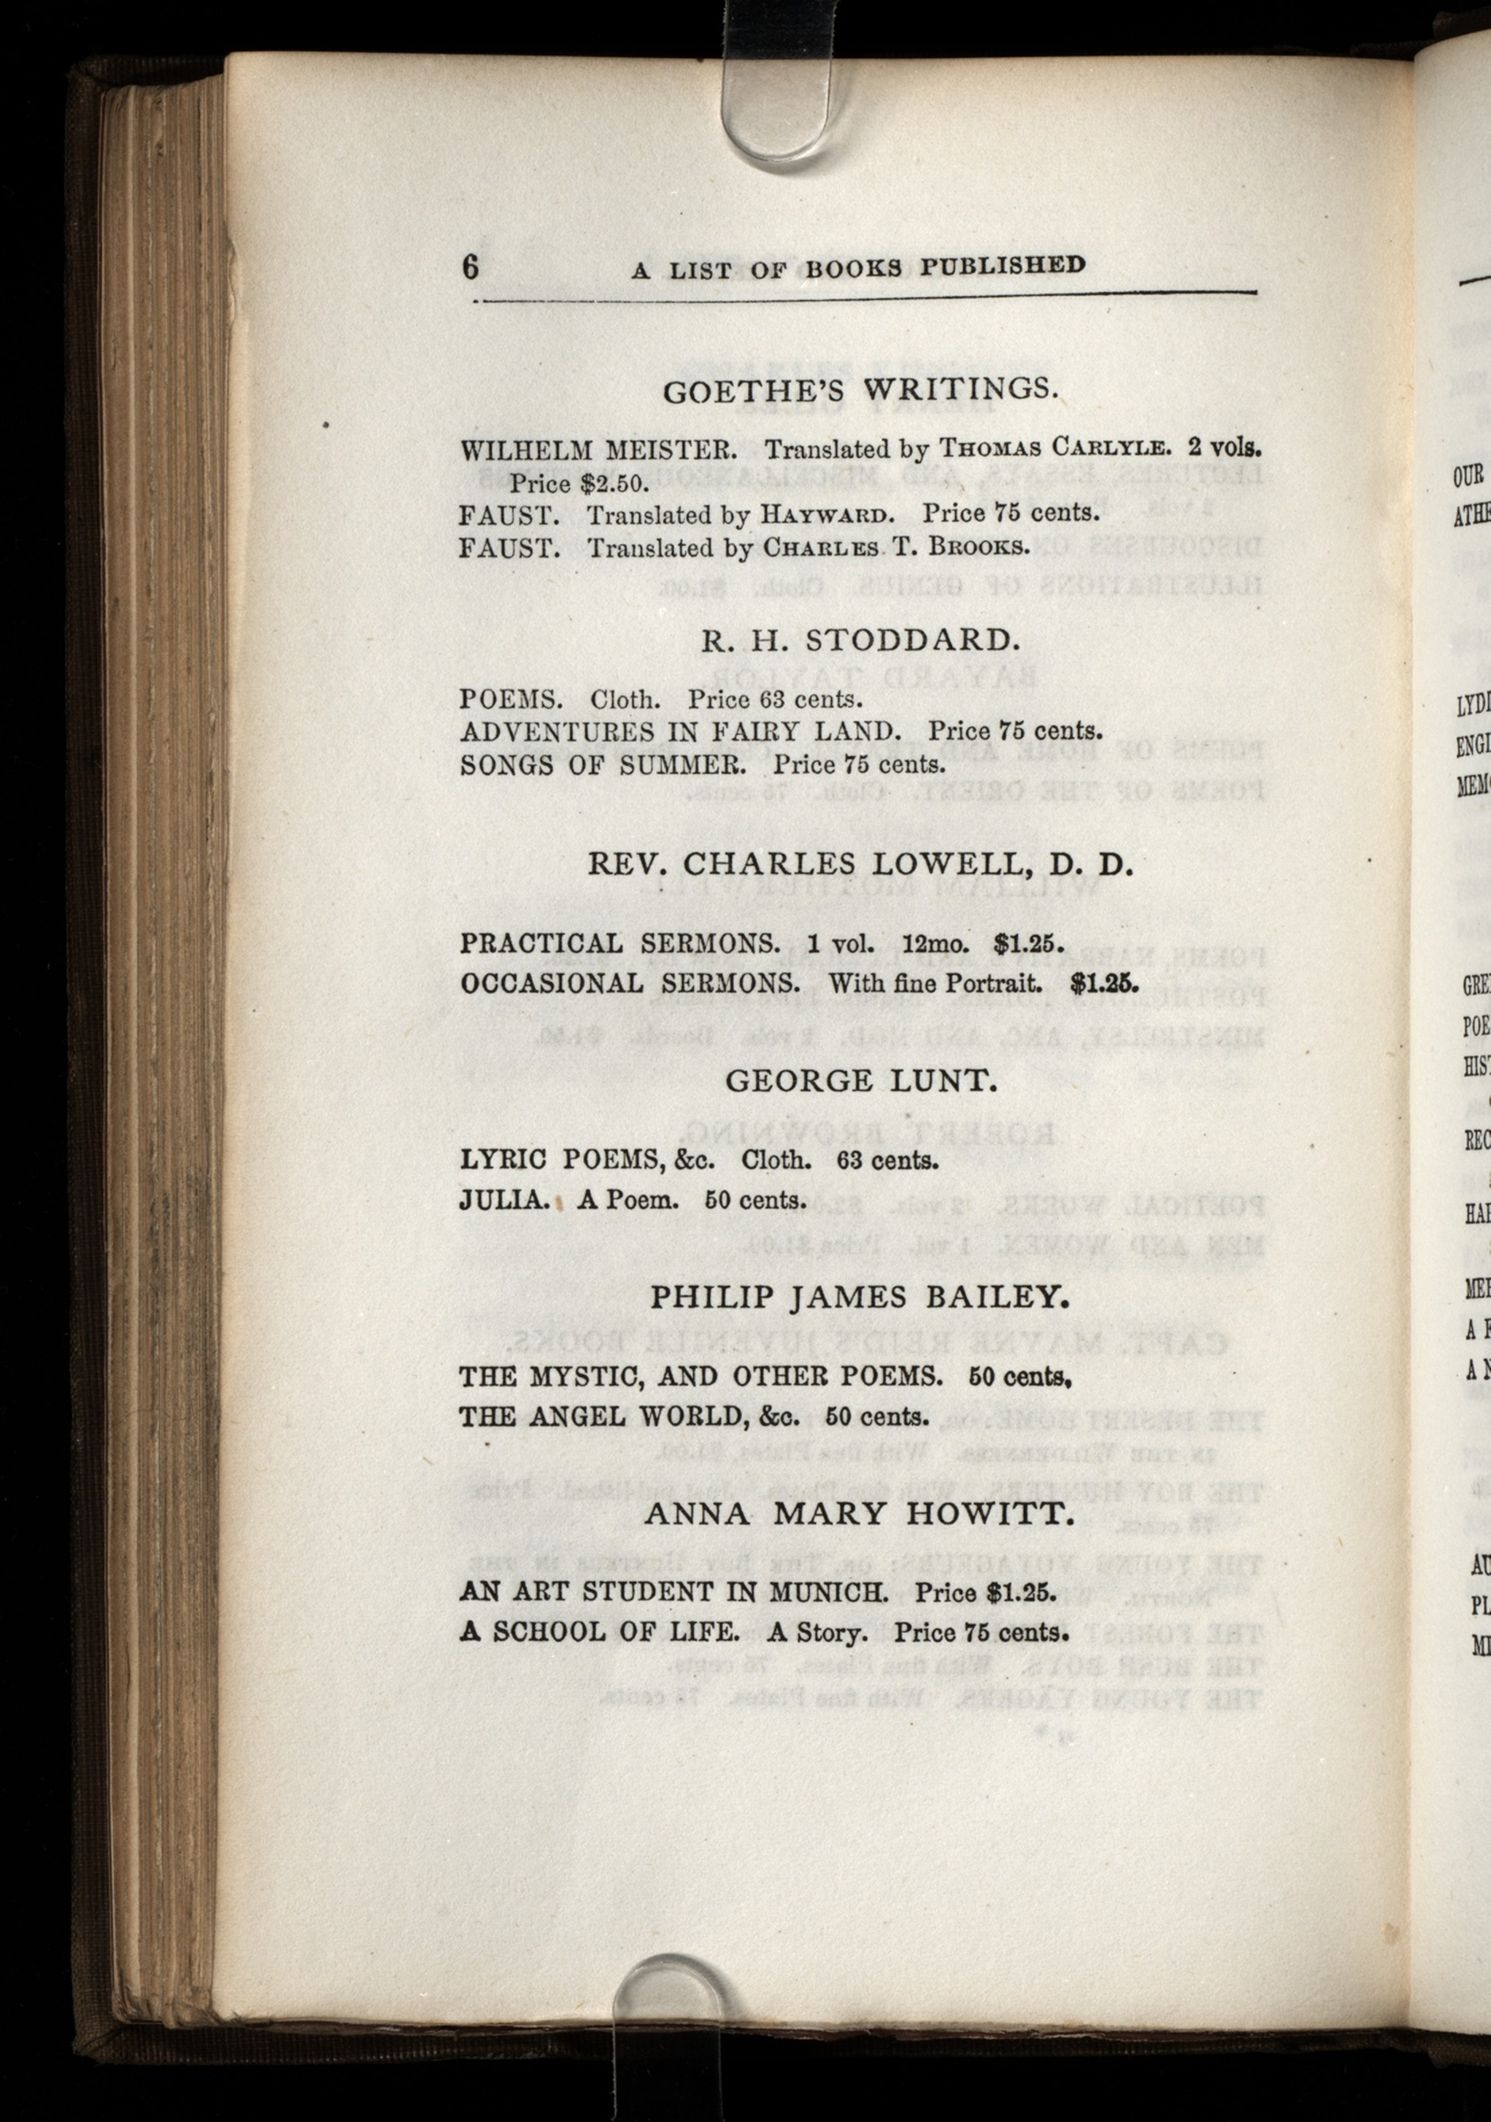 6 A LIST OF BOOKS PUBLISHED
GOETHE'S WRITINGS.
WILHELM MEISTER. Translated by THOMAS CARLYLE. 2 vols.
Price $2.50.
FAUST. Translated by HAYWARD. Price 75 cents.
FAUST. Translated by CHARLES T. BROOKS.
R. H. STODDARD.
POEMS. Cloth. Price 63 cents.
ADVENTURES IN FAIRY LAND. Price 75 cents.
SONGS OF SUMMER. Price 75 cents.
REV. CHARLES LOWELL, D. D.
PRACTICAL SERMONS. 1 vol. 12mo. $1.25.
OCCASIONAL SERMONS. With fine Portrait. $1.25.
GEORGE LUNT.
LYRIC POEMS, &c. Cloth. 63 cents.
JULIA. A Poem. 50 cents.
PHILIP JAMES BAILEY.
THE MYSTIC, AND OTHER POEMS. 50 cents.
THE ANGEL WORLD, &c. 50 cents.
ANNA MARY HOWITT.
AN ART STUDENT IN MUNICH. Price $1.25.
A SCHOOL OF LIFE. A Story. Price 75 cents.
OUR